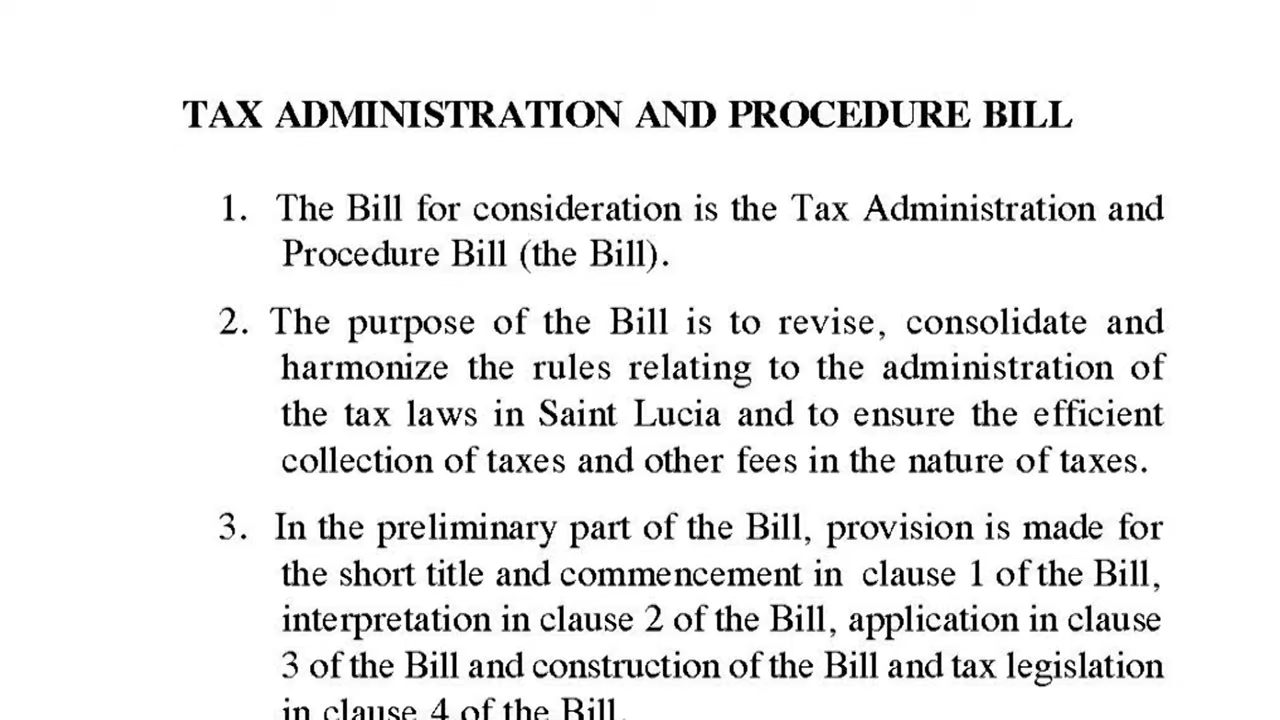 TAX ADMINISTRATION AND PROCEDURE BILL
1. The Bill for consideration is the Tax Administration and
Procedure Bill (the Bill).
2. The purpose of the Bill is to revise, consolidate and
harmonize the rules relating to the administration of
the tax laws in Saint Lucia and to ensure the efficient
collection of taxes and other fees in the nature of taxes.
3. In the preliminary part of the Bill, provision is made for
the short title and commencement in clause 1 of the Bill,
interpretation in clause 2 of the Bill, application in clause
3 of the Bill and construction of the Bill and tax legislation
in clause 4 of the Bill.